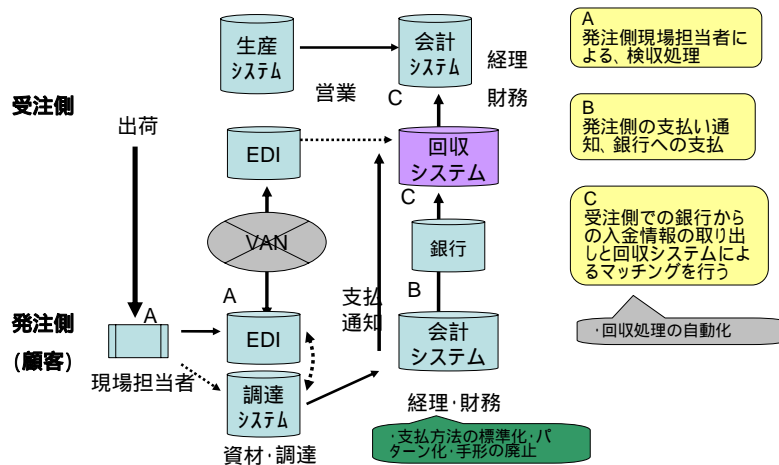 生産
システム
会計
システム
経理
財務
営業
C
受注側
出荷
EDI
回収
システム
C
VAN
銀行
A
支払
通知
B
発注側
(顧客)
A
EDI
会計
システム
現場担当者
調達
システム
経理・財務
資材・調達
・支払方法の標準化・パ
ターン化・手形の廃止
A
発注側現場担当者に
よる、検収処理
B
発注側の支払い通
知、銀行への支払
C
受注側での銀行から
の入金情報の取り出
しと回収システムによ
るマッチングを行う
・回収処理の自動化